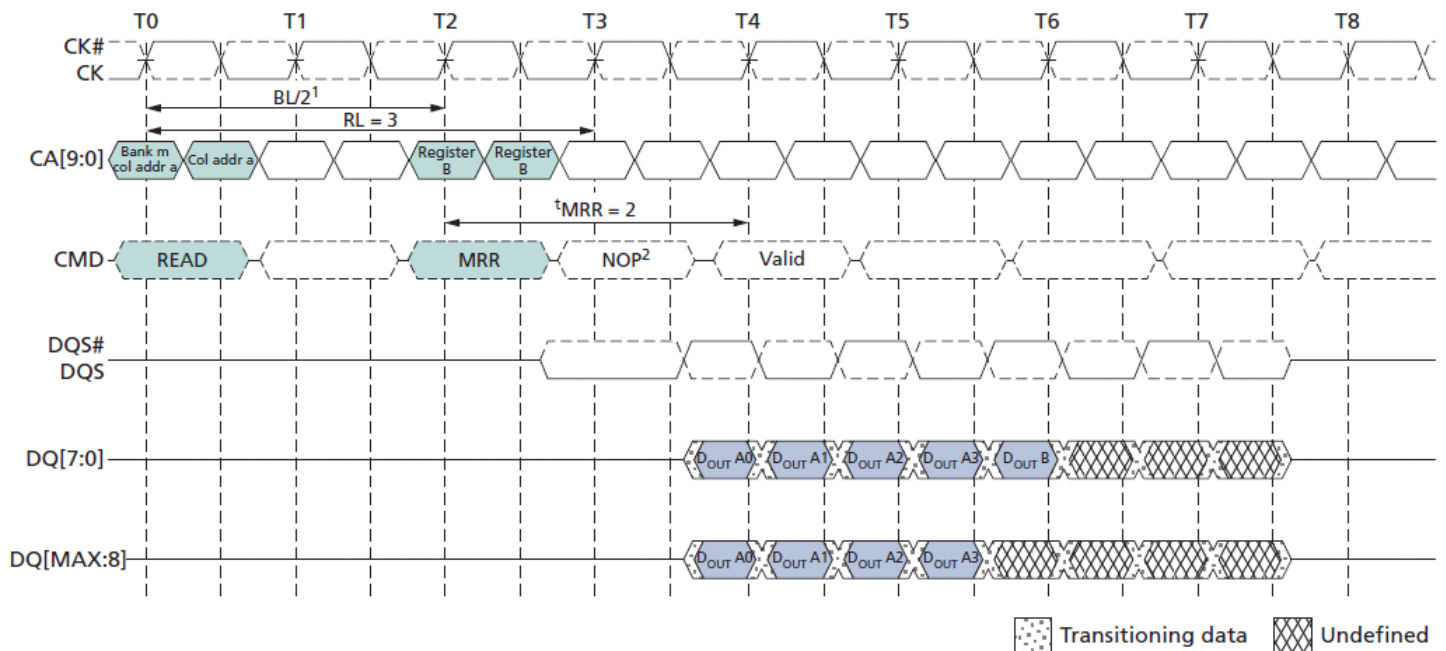 T0 T1 T2 T3 T4 T5 T6 T7 T8
CK#
CK
BL/2¹
RL = 3
CA[9:0]
Bank m
col addr a
Col addr a
Register
B
Register
B
ᵗMRR = 2
CMD
READ
MRR
NOP²
Valid
DQS#
DQS
DQ[7:0]
DOUT A0 DOUT A1 DOUT A2 DOUT A3 DOUT B
DQ[MAX:8]
DOUT A0 DOUT A1 DOUT A2 DOUT A3
Transitioning data
Undefined